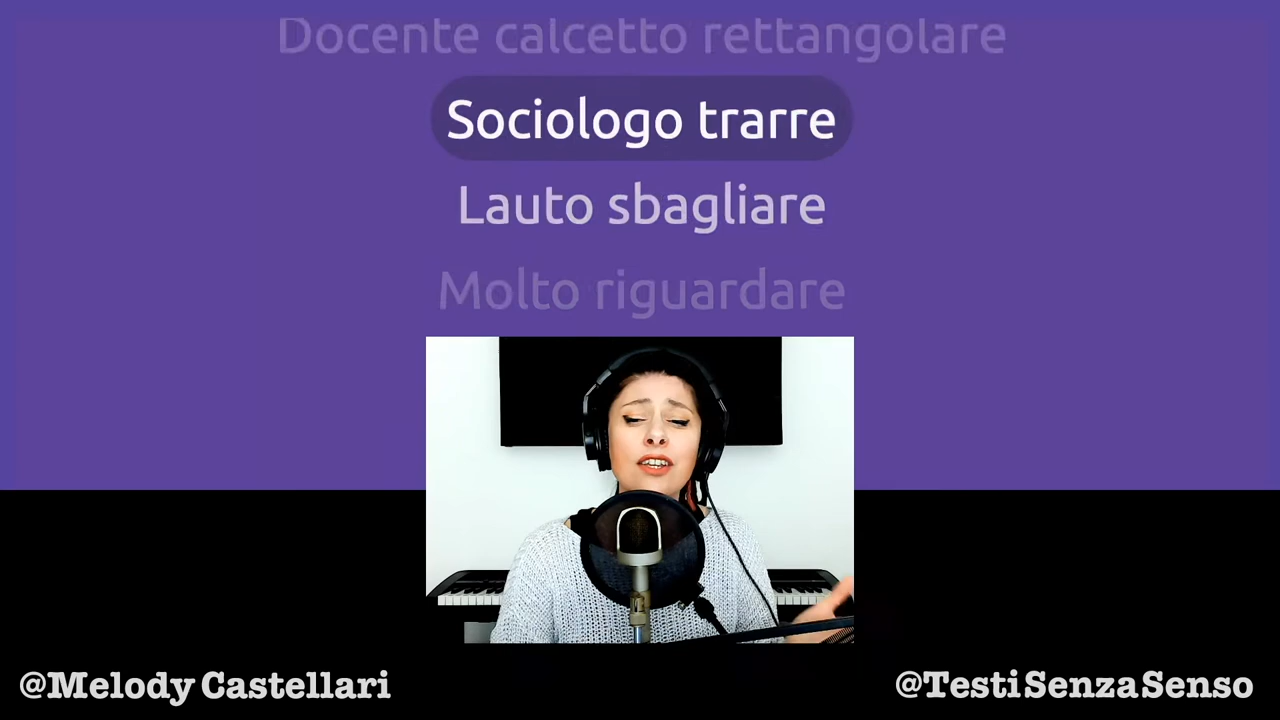 Docente calcetto rettangolare
Sociologo trarre
Lauto sbagliare
Molto riguardare
@Melody Castellari
@TestiSenzaSenso